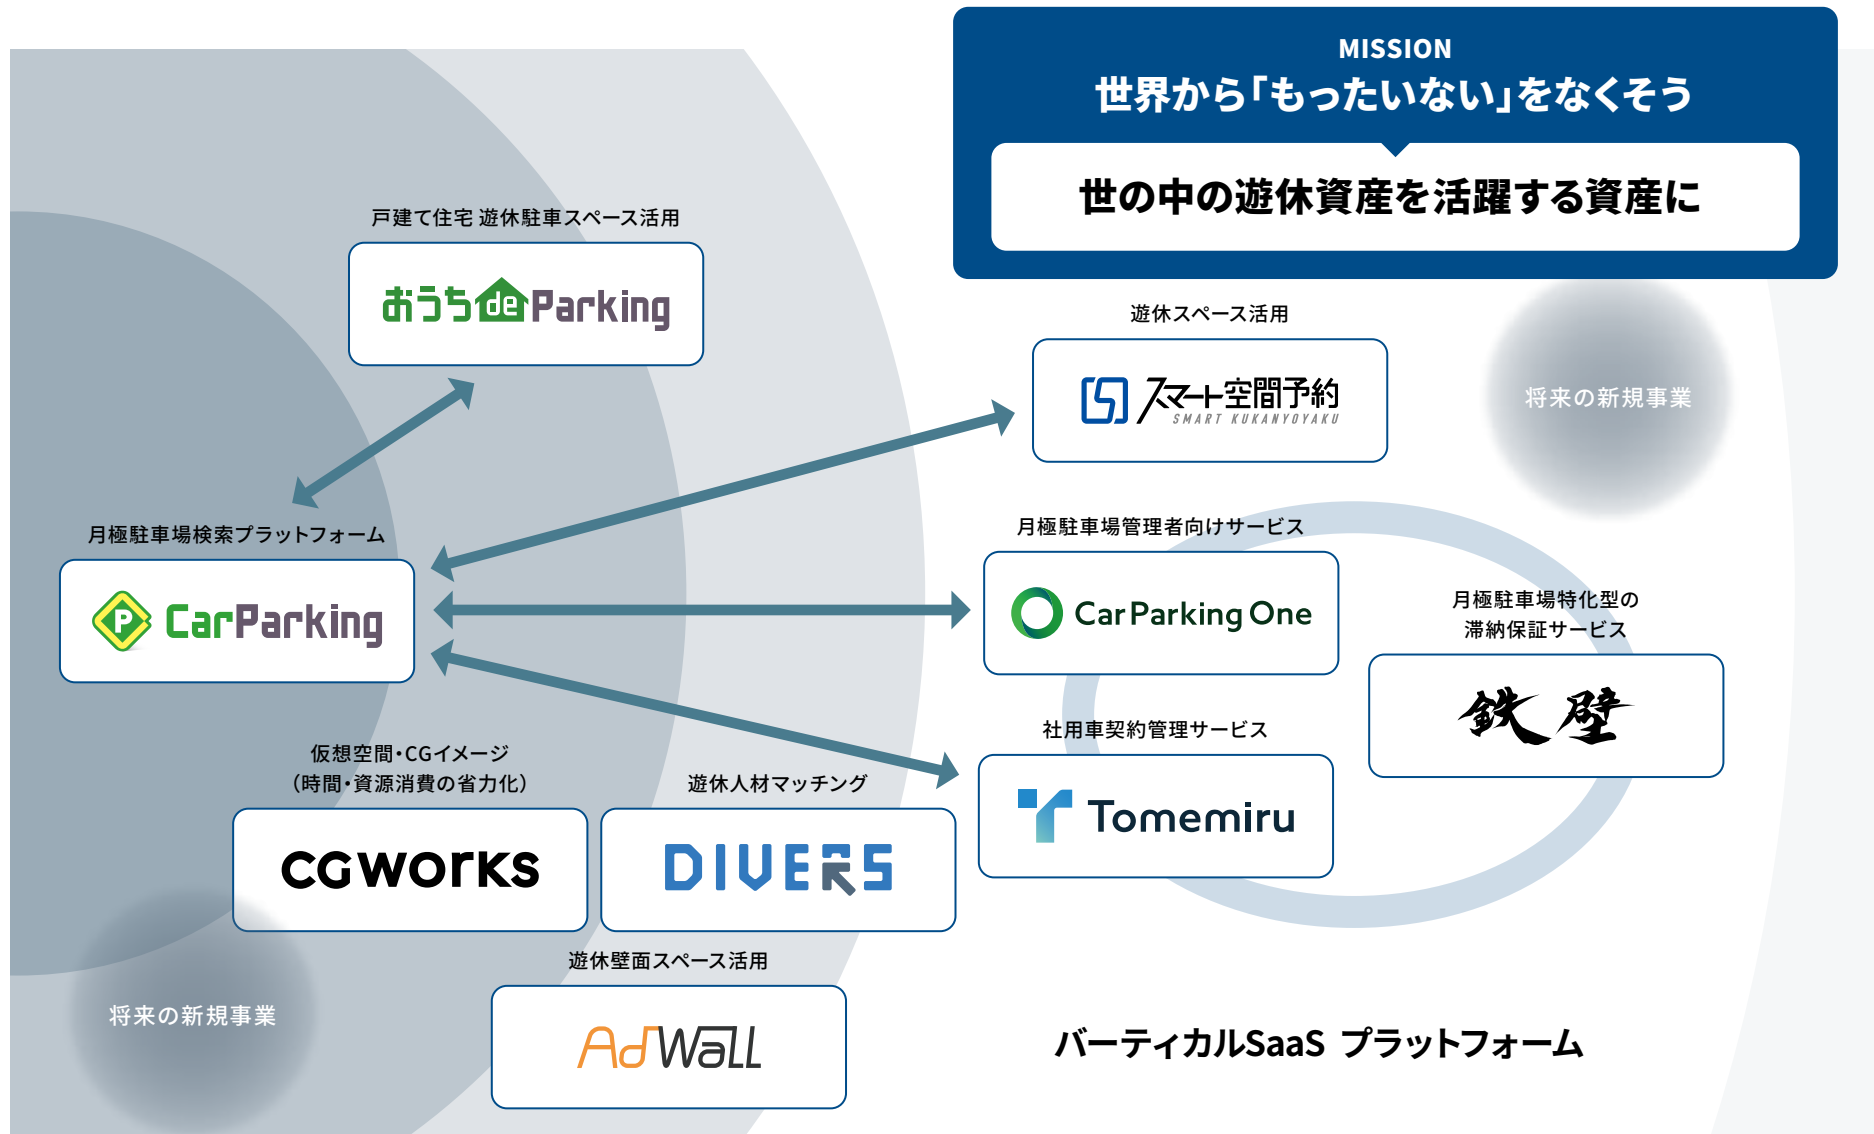 MISSION
世界から「もったいない」をなくそう
世の中の遊休資産を活躍する資産に
戸建て住宅 遊休駐車スペース活用
おうちdeParking
遊休スペース活用
スマート空間予約
SMART KUKANYOYAKU
将来の新規事業
月極駐車場検索プラットフォーム
P CarParking
月極駐車場管理者向けサービス
CarParking One
月極駐車場特化型の
滞納保証サービス
鉄壁
社用車契約管理サービス
Tomemiru
仮想空間・CGイメージ
（時間・資源消費の省力化）
CGWORKS
遊休人材マッチング
DIVERS
将来の新規事業
遊休壁面スペース活用
AdWall
バーティカルSaaS プラットフォーム